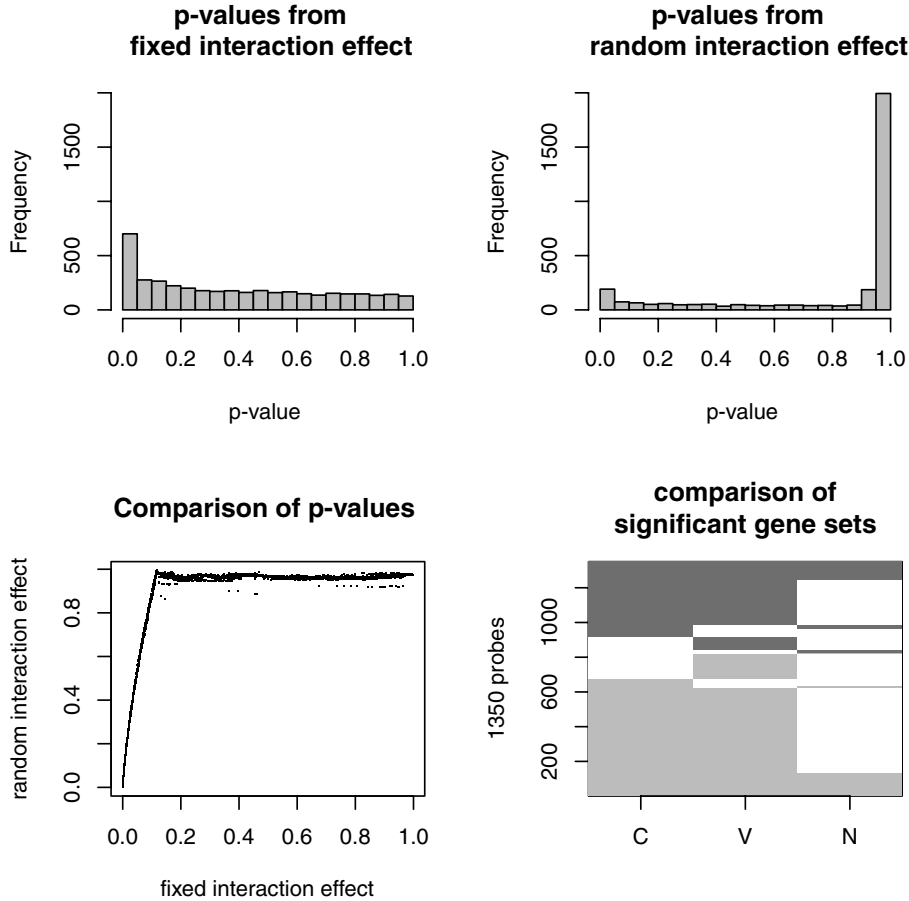 p-values from
fixed interaction effect
Frequency
0 500 1500
0.0 0.2 0.4 0.6 0.8 1.0
p-value
p-values from
random interaction effect
Frequency
0 500 1500
0.0 0.2 0.4 0.6 0.8 1.0
p-value
Comparison of p-values
random interaction effect
0.0 0.4 0.8
0.0 0.2 0.4 0.6 0.8 1.0
fixed interaction effect
comparison of
significant gene sets
1350 probes
200 600 1000
C V N